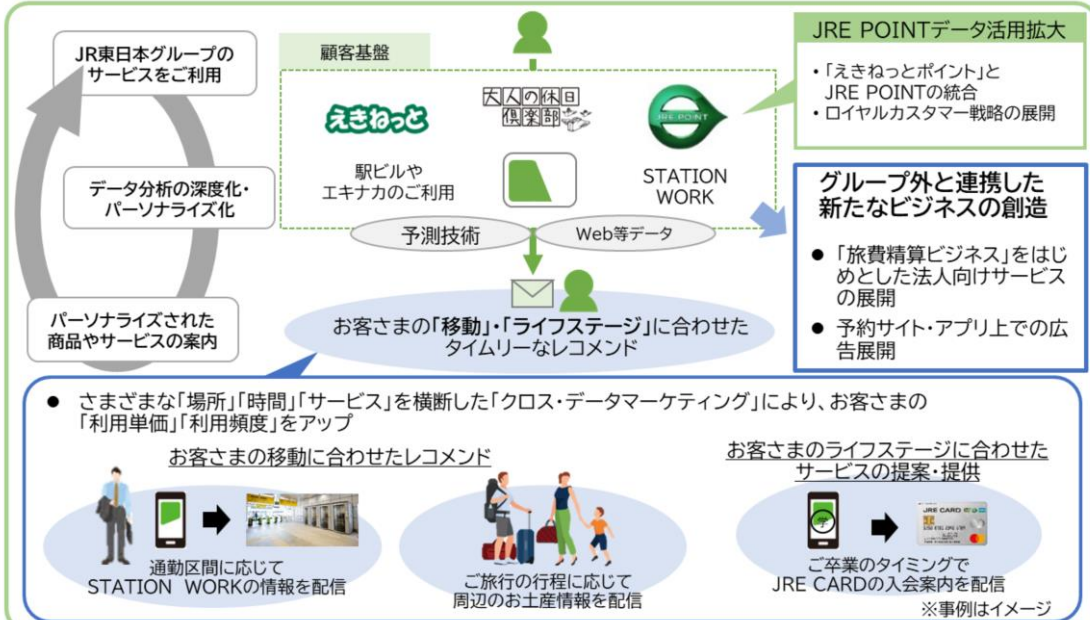 JR東日本グループの
サービスをご利用
データ分析の深度化・
パーソナライズ化
パーソナライズされた
商品やサービスの案内
顧客基盤
えきねっと
大人の休日
倶楽部
JRE POINT
駅ビルや
エキナカのご利用
STATION
WORK
予測技術
Web等データ
お客さまの「移動」・「ライフステージ」に合わせた
タイムリーなレコメンド
JRE POINTデータ活用拡大
・「えきねっとポイント」と
JRE POINTの統合
・ロイヤルカスタマー戦略の展開
グループ外と連携した
新たなビジネスの創造
● 「旅費精算ビジネス」をはじ
めとした法人向けサービス
の展開
● 予約サイト・アプリ上での広
告展開
● さまざまな「場所」「時間」「サービス」を横断した「クロス・データマーケティング」により、お客さまの
「利用単価」「利用頻度」をアップ
お客さまの移動に合わせたレコメンド
通勤区間に応じて
STATION WORKの情報を配信
ご旅行の行程に応じて
周辺のお土産情報を配信
お客さまのライフステージに合わせた
サービスの提案・提供
学
JRE CARD
ご卒業のタイミングで
JRE CARDの入会案内を配信
※事例はイメージ